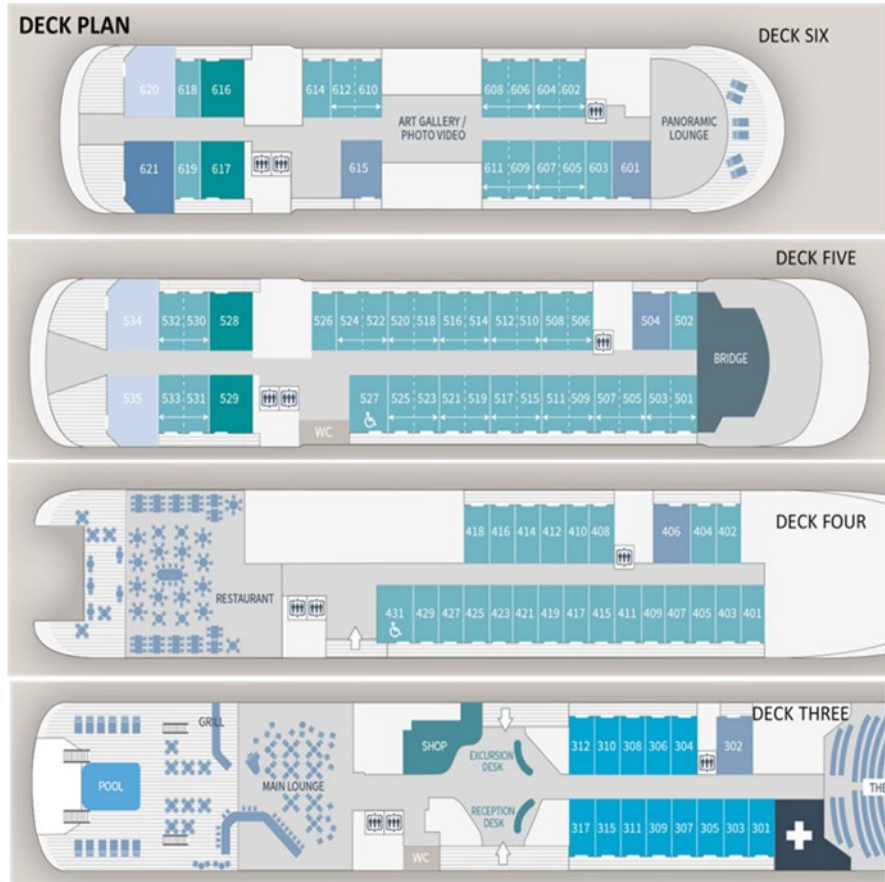 DECK PLAN
DECK SIX
620 618 616 614 612 610 608 606 604 602
ART GALLERY /
PHOTO VIDEO
PANORAMIC
LOUNGE
621 619 617 615 611 609 607 605 603 601
DECK FIVE
534 532 530 528 526 524 522 520 518 516 514 512 510 508 506 504 502
BRIDGE
535 533 531 529 527 525 523 521 519 517 515 511 509 507 505 503 501
WC
DECK FOUR
418 416 414 412 410 408 406 404 402
RESTAURANT
431 429 427 425 423 421 419 417 415 411 409 407 405 403 401
DECK THREE
GRILL
SHOP
312 310 308 306 304 302
EXCURSION
DESK
POOL
MAIN LOUNGE
THE
RECEPTION
DESK
317 315 311 309 307 305 303 301
WC